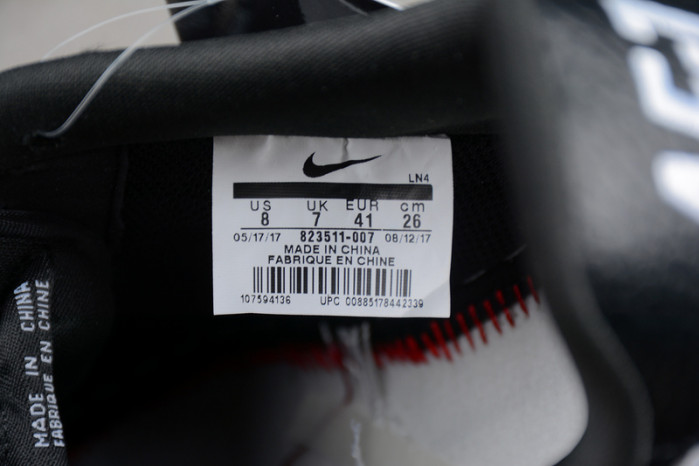 LN4
US UK EUR cm
8 7 41 26
05/17/17 823511-007 08/12/17
MADE IN CHINA
FABRIQUE EN CHINE
107594136 UPC 00885178442339
MADE IN CHINA
FABRIQUE EN CHINE